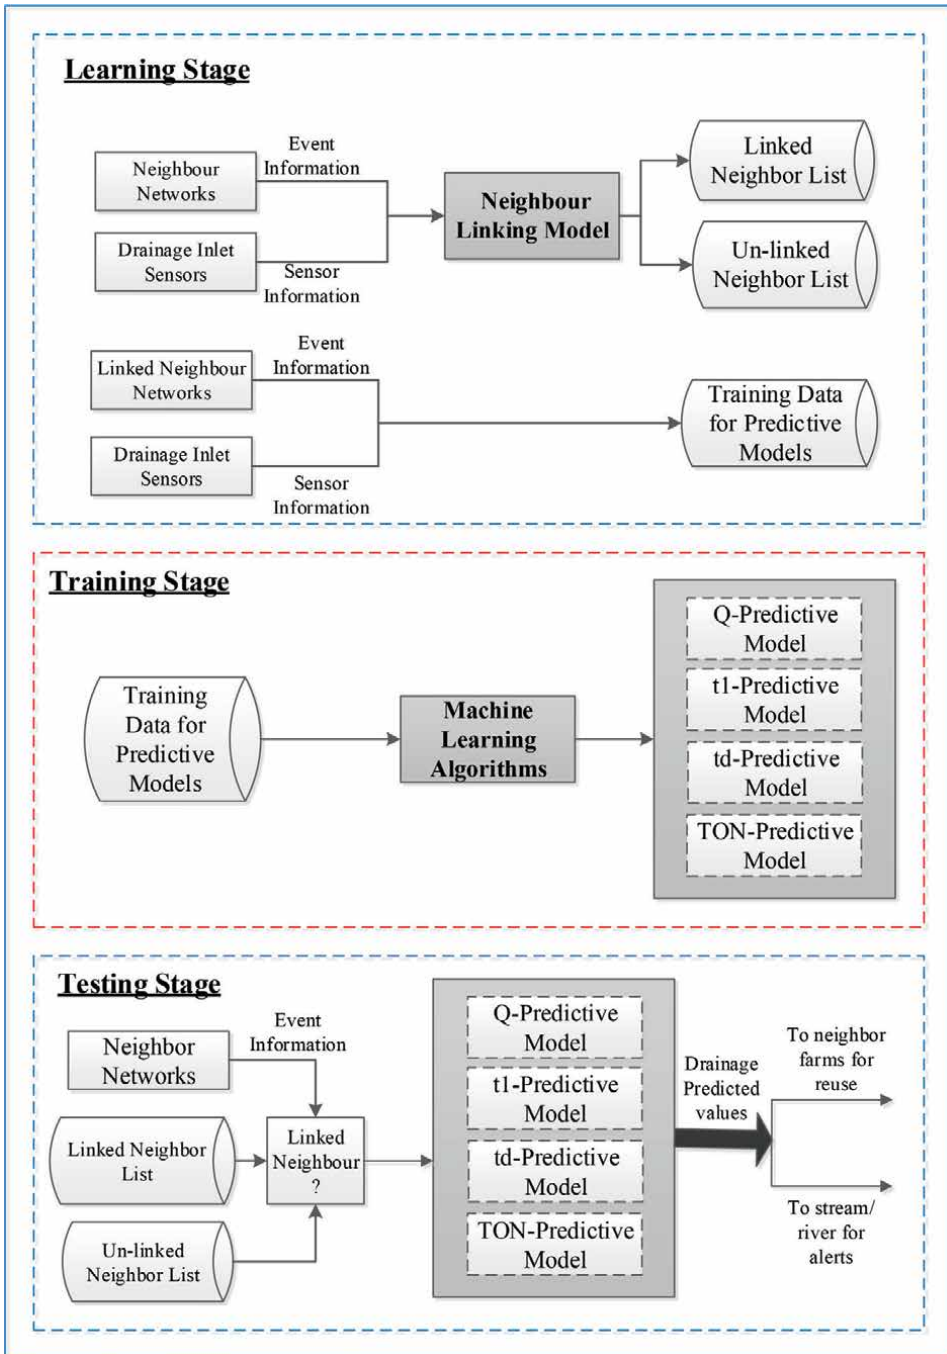 Learning Stage
Event
Information
Neighbour
Networks
Drainage Inlet
Sensors
Sensor
Information
Neighbour
Linking Model
Linked
Neighbor List
Un-linked
Neighbor List
Event
Information
Linked Neighbour
Networks
Drainage Inlet
Sensors
Sensor
Information
Training Data
for Predictive
Models
Training Stage
Training
Data for
Predictive
Models
Machine
Learning
Algorithms
Q-Predictive
Model
t1-Predictive
Model
td-Predictive
Model
TON-Predictive
Model
Testing Stage
Event
Information
Neighbor
Networks
Linked Neighbor
List
Un-linked
Neighbor List
Linked
Neighbour
?
Q-Predictive
Model
t1-Predictive
Model
td-Predictive
Model
TON-Predictive
Model
Drainage
Predicted
values
To neighbor
farms for
reuse
To stream/
river for
alerts